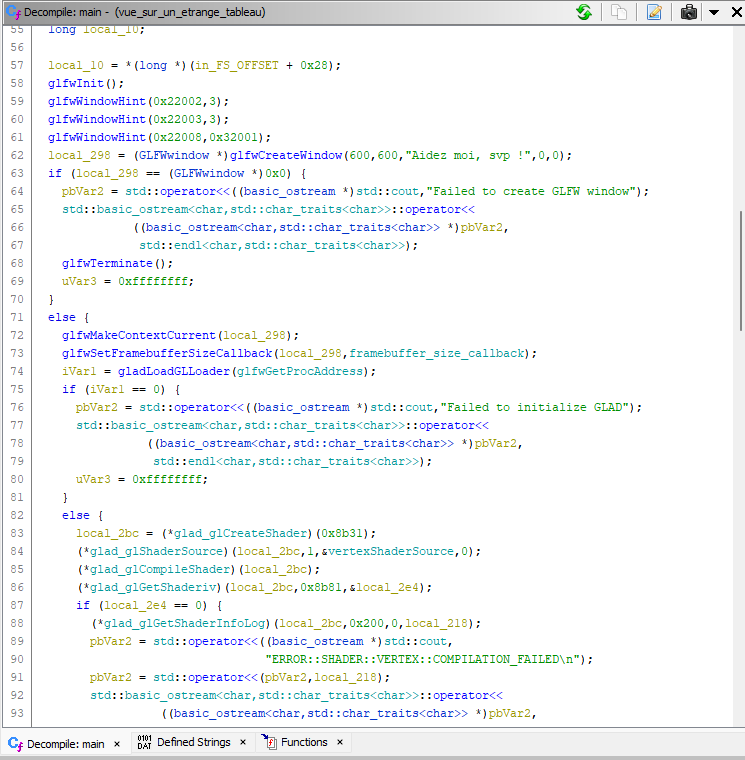 Decompile: main - (vue_sur_un_etrange_tableau)
55 long local_10;
56
57 local_10 = *(long *)(in_FS_OFFSET + 0x28);
58 glfwInit();
59 glfwWindowHint(0x22002,3);
60 glfwWindowHint(0x22003,3);
61 glfwWindowHint(0x22008,0x32001);
62 local_298 = (GLFWwindow *)glfwCreateWindow(600,600,"Aidez moi, svp !",0,0);
63 if (local_298 == (GLFWwindow *)0x0) {
64 pbVar2 = std::operator<<((basic_ostream *)std::cout,"Failed to create GLFW window");
65 std::basic_ostream<char,std::char_traits<char>>::operator<<
66 ((basic_ostream<char,std::char_traits<char>> *)pbVar2,
67 std::endl<char,std::char_traits<char>>);
68 glfwTerminate();
69 uVar3 = 0xffffffff;
70 }
71 else {
72 glfwMakeContextCurrent(local_298);
73 glfwSetFramebufferSizeCallback(local_298,framebuffer_size_callback);
74 iVar1 = gladLoadGLLoader(glfwGetProcAddress);
75 if (iVar1 == 0) {
76 pbVar2 = std::operator<<((basic_ostream *)std::cout,"Failed to initialize GLAD");
77 std::basic_ostream<char,std::char_traits<char>>::operator<<
78 ((basic_ostream<char,std::char_traits<char>> *)pbVar2,
79 std::endl<char,std::char_traits<char>>);
80 uVar3 = 0xffffffff;
81 }
82 else {
83 local_2bc = (*glad_glCreateShader)(0x8b31);
84 (*glad_glShaderSource)(local_2bc,1,&vertexShaderSource,0);
85 (*glad_glCompileShader)(local_2bc);
86 (*glad_glGetShaderiv)(local_2bc,0x8b81,&local_2e4);
87 if (local_2e4 == 0) {
88 (*glad_glGetShaderInfoLog)(local_2bc,0x200,0,local_218);
89 pbVar2 = std::operator<<((basic_ostream *)std::cout,
90 "ERROR::SHADER::VERTEX::COMPILATION_FAILED\n");
91 pbVar2 = std::operator<<(pbVar2,local_218);
92 std::basic_ostream<char,std::char_traits<char>>::operator<<
93 ((basic_ostream<char,std::char_traits<char>> *)pbVar2,
Decompile: main × 0101 DAT Defined Strings × Functions ×